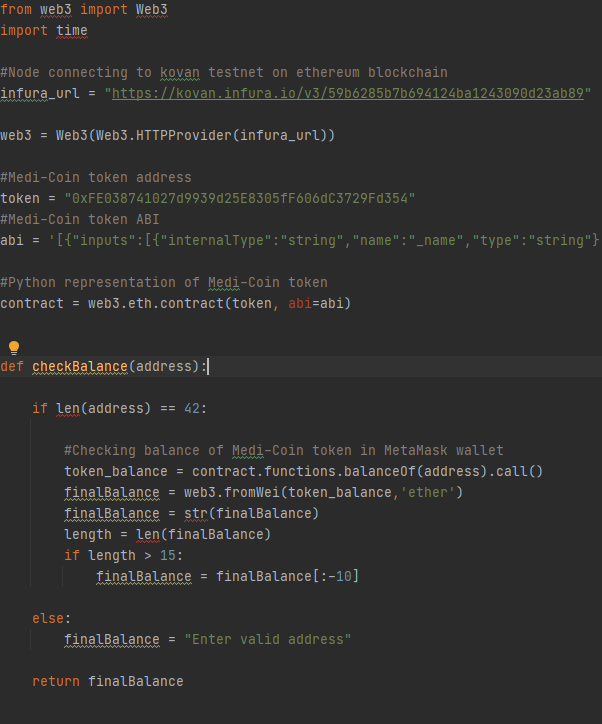 from web3 import Web3
import time
#Node connecting to kovan testnet on ethereum blockchain
infura_url = "https://kovan.infura.io/v3/59b6285b7b694124ba1243090d23ab89"
web3 = Web3(Web3.HTTPProvider(infura_url))
#Medi-Coin token address
token = "0xFE038741027d9939d25E8305fF606dC3729Fd354"
#Medi-Coin token ABI
abi = '[{"inputs":[{"internalType":"string","name":"_name","type":"string"}
#Python representation of Medi-Coin token
contract = web3.eth.contract(token, abi=abi)
def checkBalance(address):
if len(address) == 42:
#Checking balance of Medi-Coin token in MetaMask wallet
token_balance = contract.functions.balanceOf(address).call()
finalBalance = web3.fromWei(token_balance,'ether')
finalBalance = str(finalBalance)
length = len(finalBalance)
if length > 15:
finalBalance = finalBalance[:-10]
else:
finalBalance = "Enter valid address"
return finalBalance